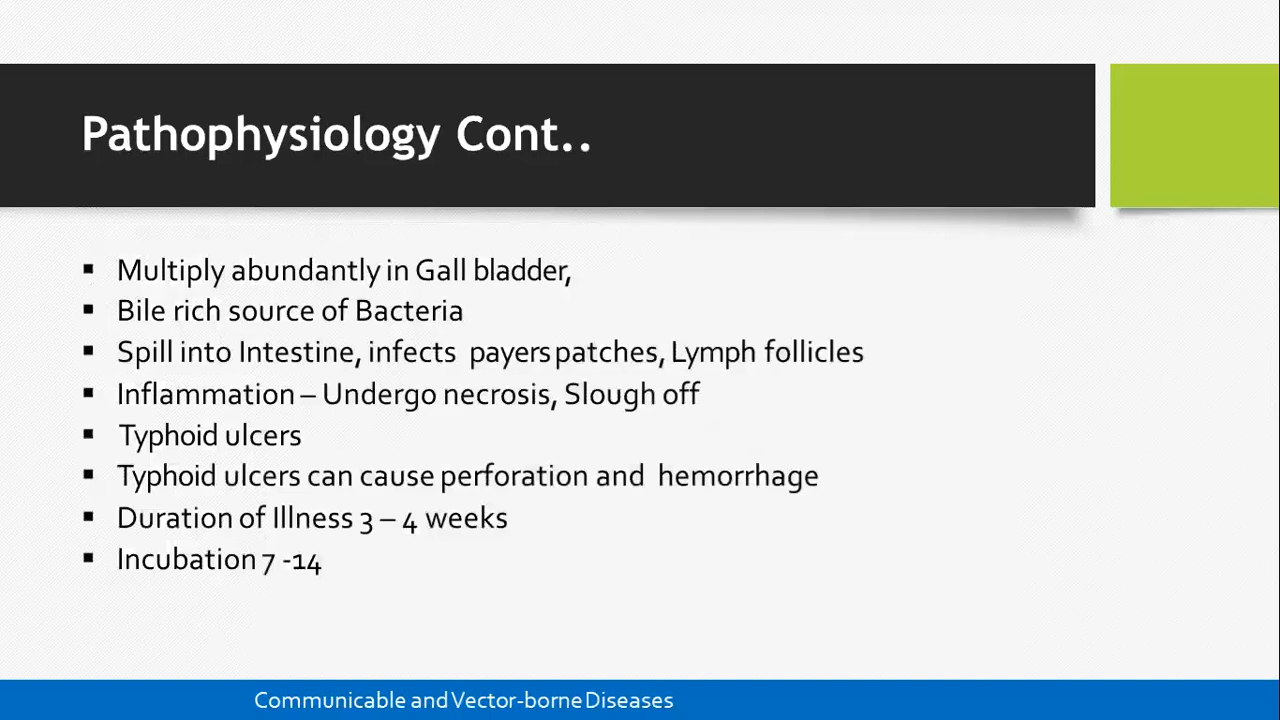 Pathophysiology Cont..
▪ Multiply abundantly in Gall bladder,
▪ Bile rich source of Bacteria
▪ Spill into Intestine, infects payers patches, Lymph follicles
▪ Inflammation – Undergo necrosis, Slough off
▪ Typhoid ulcers
▪ Typhoid ulcers can cause perforation and hemorrhage
▪ Duration of Illness 3 – 4 weeks
▪ Incubation 7 -14
Communicable and Vector-borne Diseases